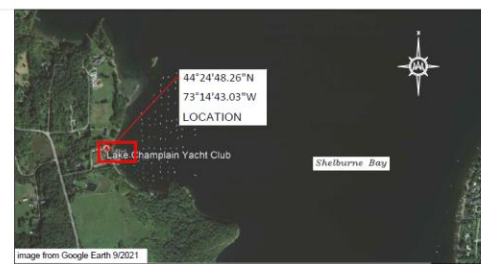 44°24'48.26"N
73°14'43.03"W
LOCATION
Lake Champlain Yacht Club
Shelburne Bay
image from Google Earth 9/2021